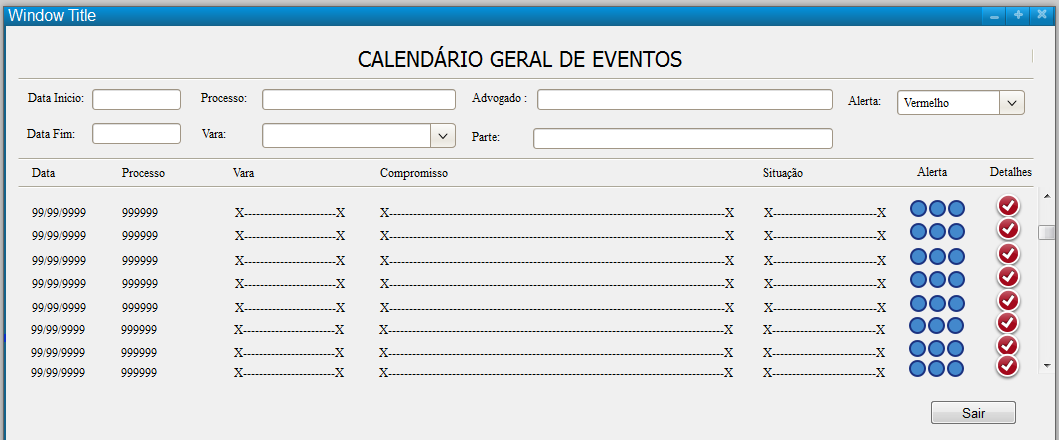 Window Title
CALENDÁRIO GERAL DE EVENTOS
Data Inicio: Processo: Advogado : Alerta: Vermelho
Data Fim: Vara: Parte:
Data Processo Vara Compromisso Situação Alerta Detalhes
99/99/9999 999999 X-----------------------X X------------------------------------------------------------------------------------X X--------------------------X
99/99/9999 999999 X-----------------------X X------------------------------------------------------------------------------------X X--------------------------X
99/99/9999 999999 X-----------------------X X------------------------------------------------------------------------------------X X--------------------------X
99/99/9999 999999 X-----------------------X X------------------------------------------------------------------------------------X X--------------------------X
99/99/9999 999999 X-----------------------X X------------------------------------------------------------------------------------X X--------------------------X
99/99/9999 999999 X-----------------------X X------------------------------------------------------------------------------------X X--------------------------X
99/99/9999 999999 X-----------------------X X------------------------------------------------------------------------------------X X--------------------------X
99/99/9999 999999 X-----------------------X X------------------------------------------------------------------------------------X X--------------------------X
Sair